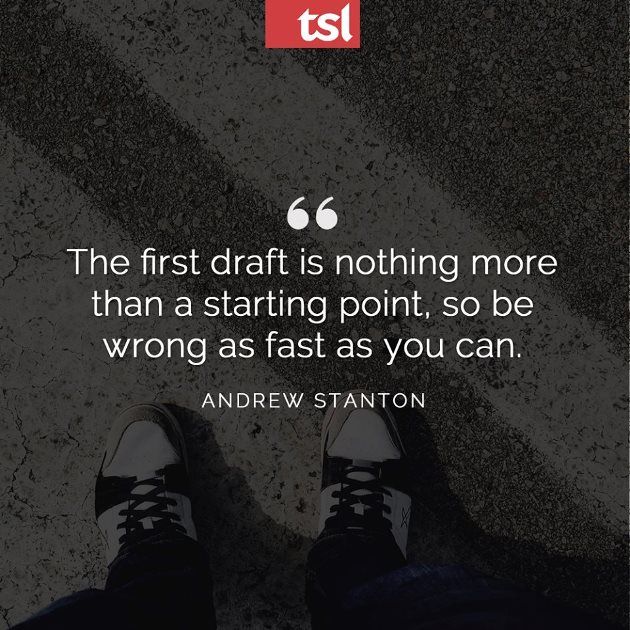 tsl
“
The first draft is nothing more
than a starting point, so be
wrong as fast as you can.
ANDREW STANTON